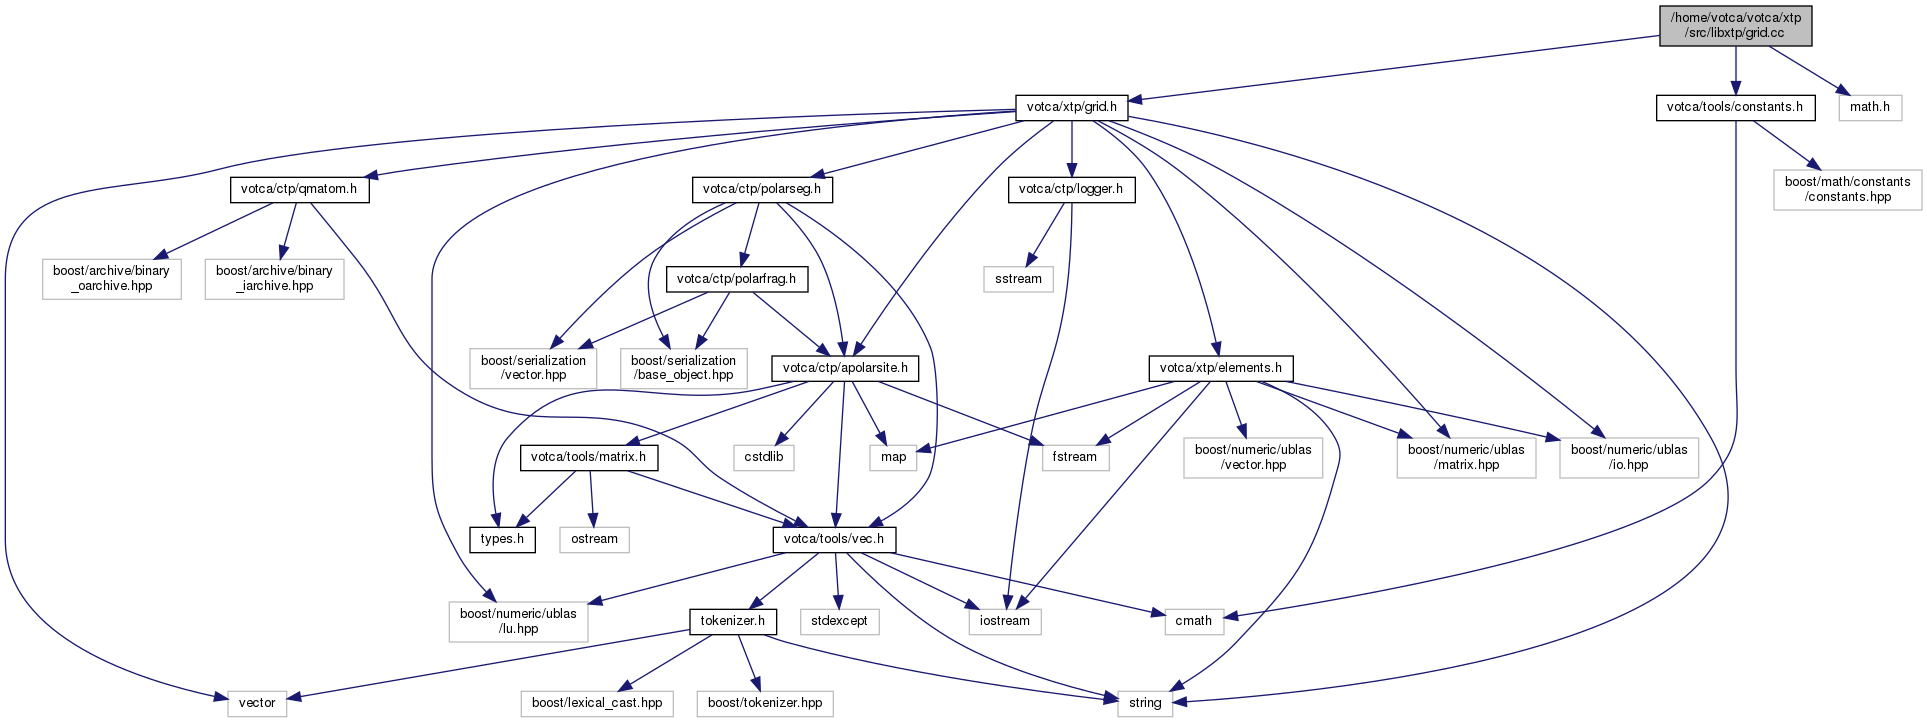 /home/votca/votca/xtp
/src/libxtp/grid.cc
votca/xtp/grid.h
votca/tools/constants.h
math.h
votca/ctp/qmatom.h
votca/ctp/polarseg.h
votca/ctp/logger.h
boost/math/constants
/constants.hpp
boost/archive/binary
_oarchive.hpp
boost/archive/binary
_iarchive.hpp
votca/ctp/polarfrag.h
sstream
boost/serialization
/vector.hpp
boost/serialization
/base_object.hpp
votca/ctp/apolarsite.h
votca/xtp/elements.h
votca/tools/matrix.h
cstdlib
map
fstream
boost/numeric/ublas
/vector.hpp
boost/numeric/ublas
/matrix.hpp
boost/numeric/ublas
/io.hpp
types.h
ostream
votca/tools/vec.h
boost/numeric/ublas
/lu.hpp
tokenizer.h
stdexcept
iostream
cmath
vector
boost/lexical_cast.hpp
boost/tokenizer.hpp
string